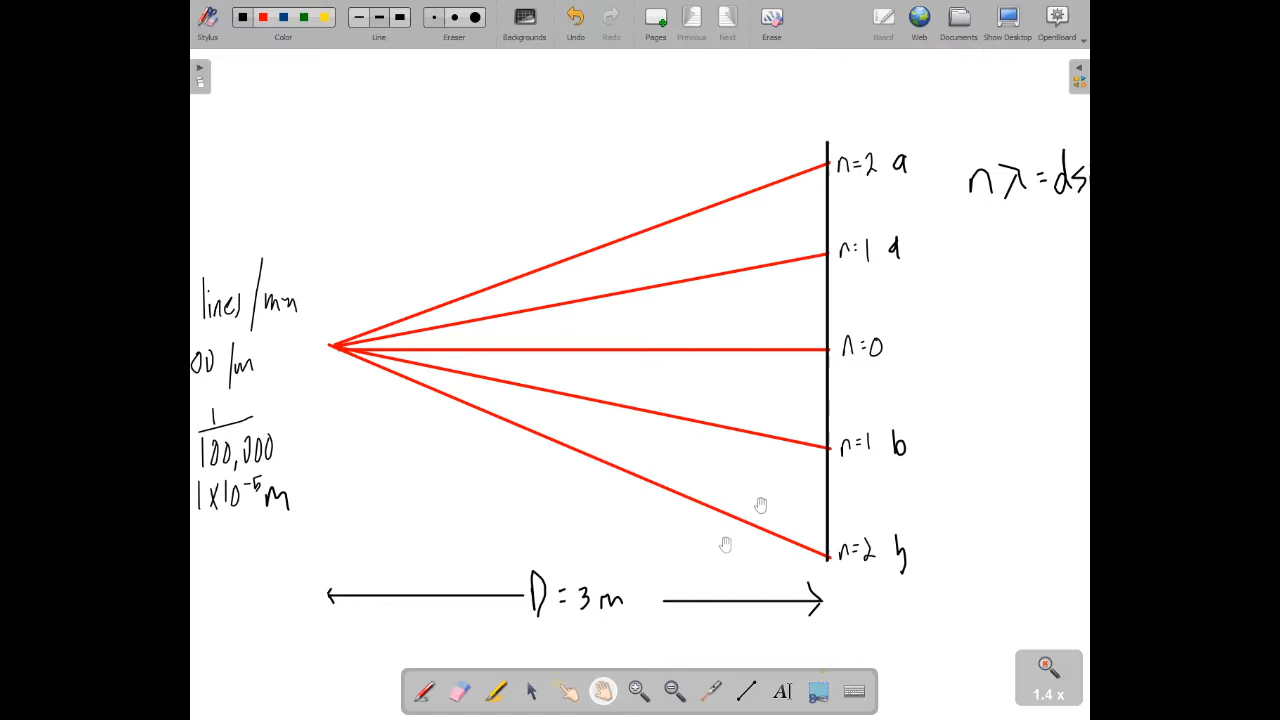 Stylus
Color
Line
Eraser
Backgrounds
Undo
Redo
Pages
Previous
Next
Erase
Board
Web
Documents
Show Desktop
OpenBoard
n=2 a
nλ=ds
n=1 a
lines/mm
n=0
00/m
1
100,000
n=1 b
1x10⁻⁵m
n=2 b
D=3m
AI
1.4 x